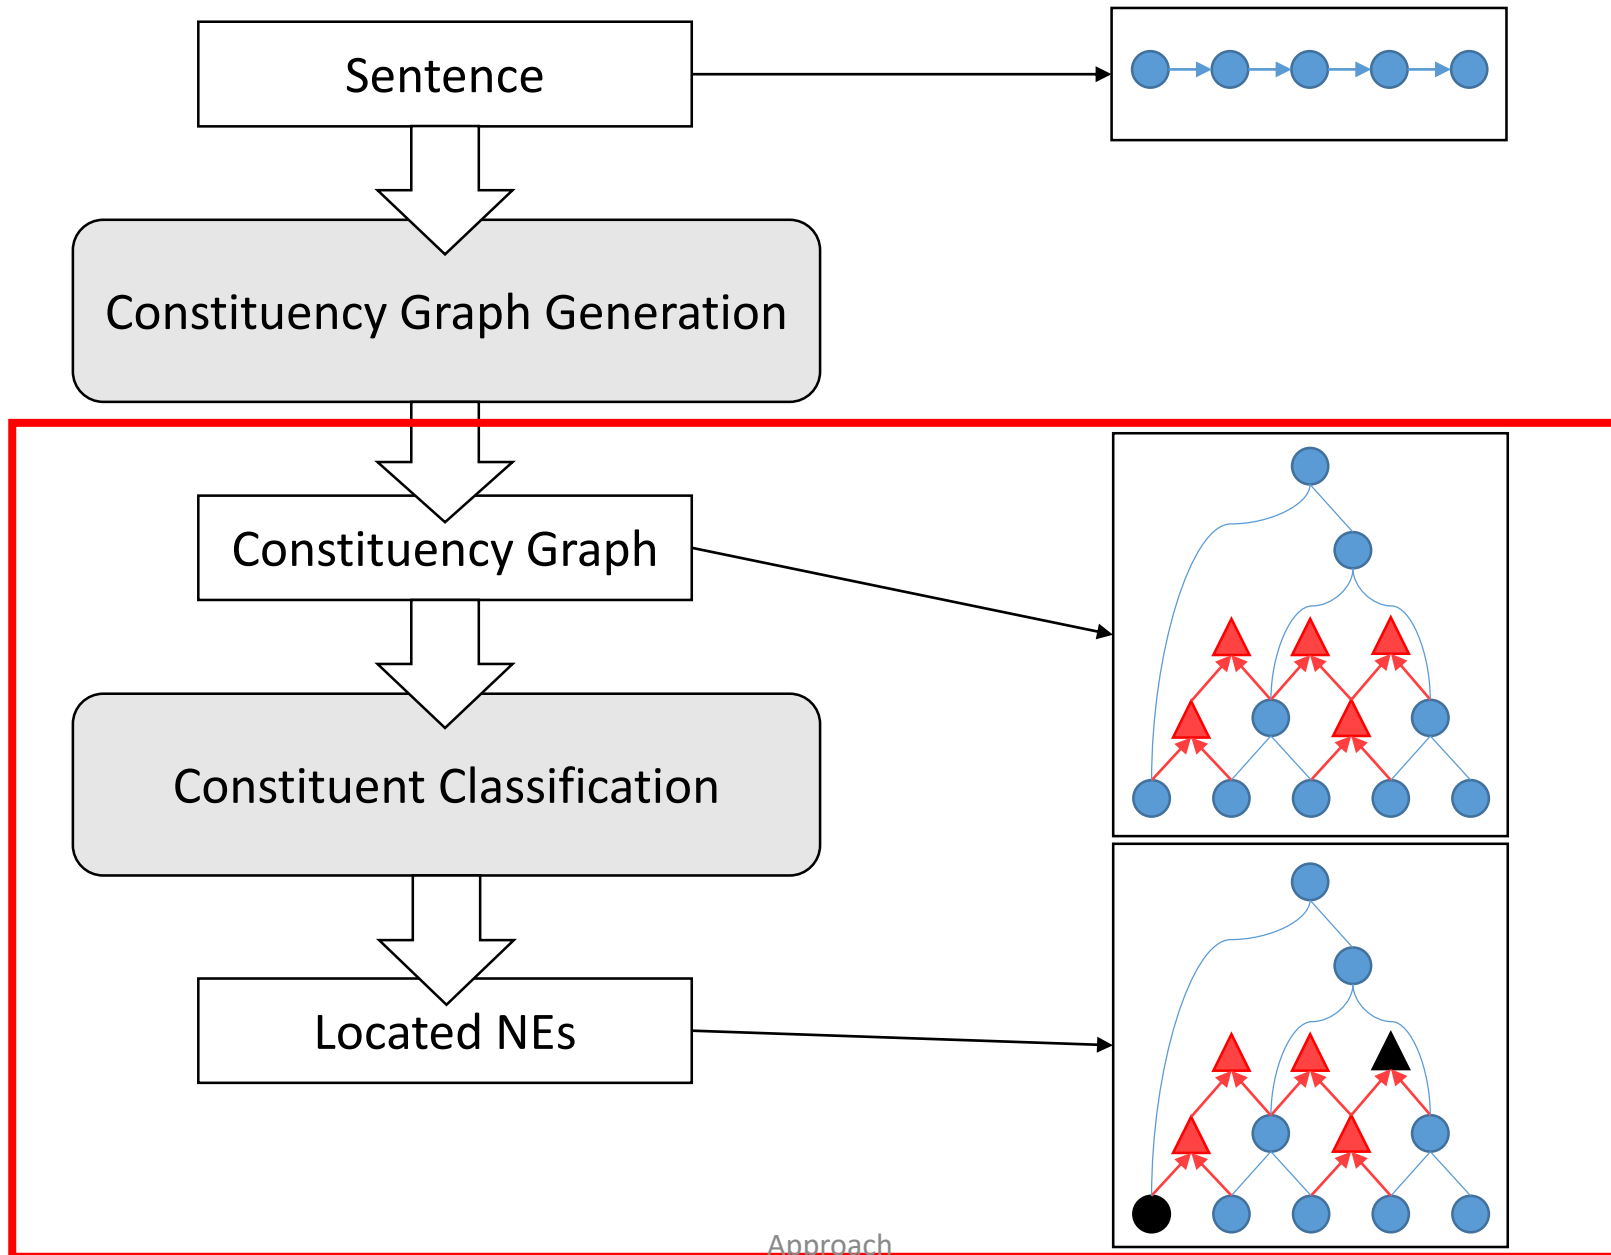 Sentence
Constituency Graph Generation
Constituency Graph
Constituent Classification
Located NEs
Approach